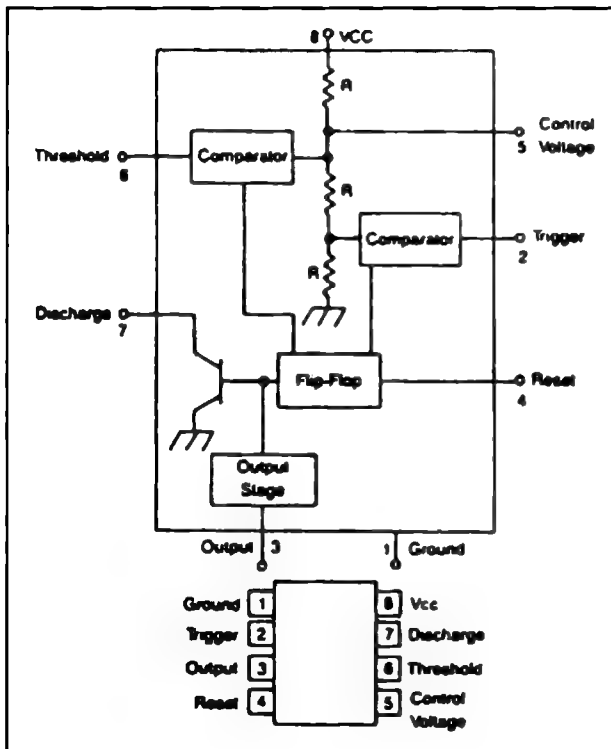 8 VCC
R
Control
5 Voltage
Threshold
6
Comparator
R
Comparator
Trigger
2
R
Discharge
7
Flip-Flop
Reset
4
Output
Stage
Output 3
1 Ground
Ground 1
8 Vcc
Trigger 2
7 Discharge
Output 3
6 Threshold
Reset 4
5 Control
Voltage